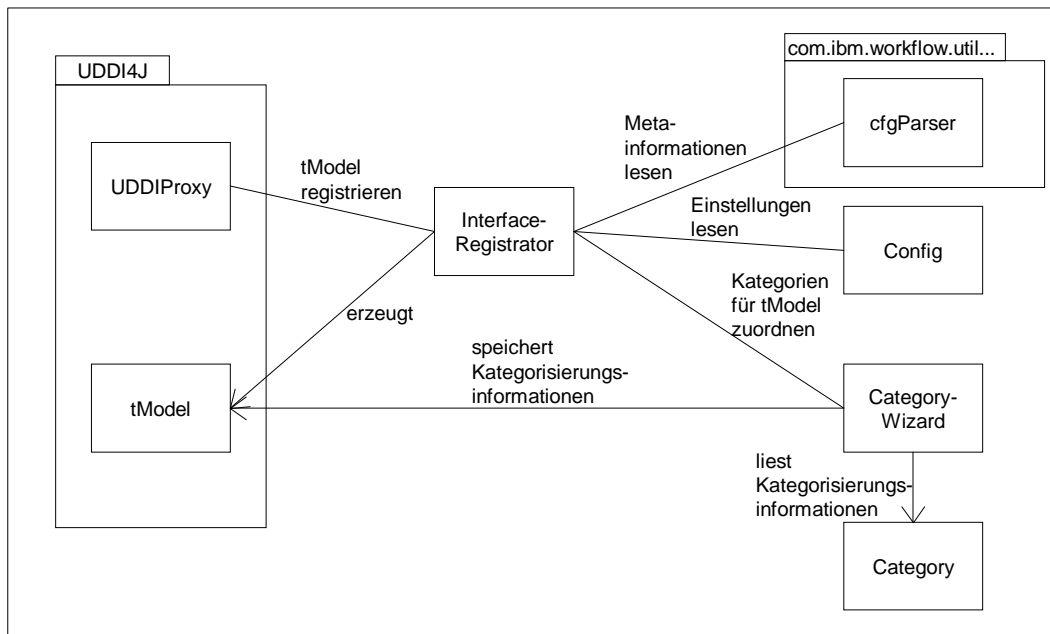 com.ibm.workflow.util...
UDDI4J
cfgParser
Meta-
informationen
lesen
UDDIProxy
tModel
registrieren
Interface-
Registrator
Einstellungen
lesen
Config
Kategorien
für tModel
zuordnen
erzeugt
speichert
Kategorisierungs-
informationen
tModel
Category-
Wizard
liest
Kategorisierungs-
informationen
Category